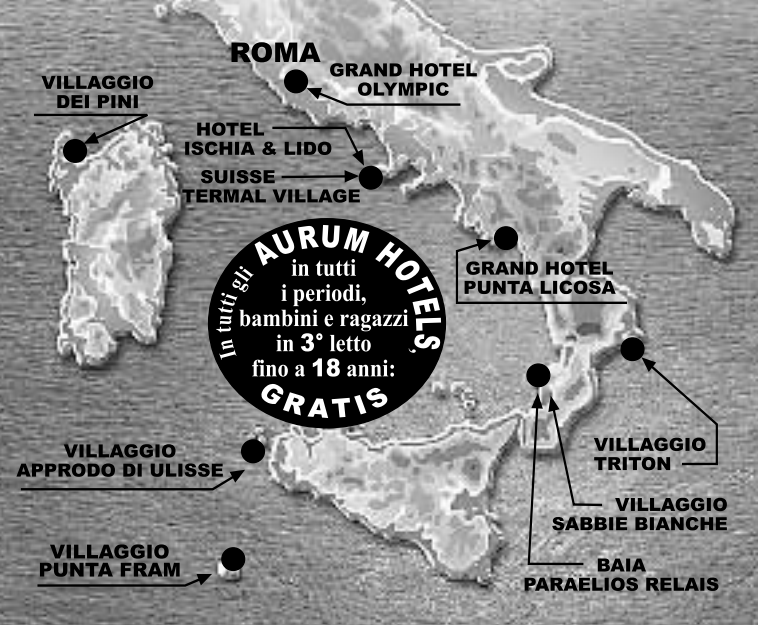 ROMA
GRAND HOTEL
OLYMPIC
VILLAGGIO
DEI PINI
HOTEL
ISCHIA & LIDO
SUISSE
TERMAL VILLAGE
In tutti gli AURUM HOTELS,
in tutti
i periodi,
bambini e ragazzi
in 3° letto
fino a 18 anni:
GRATIS
GRAND HOTEL
PUNTA LICOSA
VILLAGGIO
TRITON
VILLAGGIO
APPRODO DI ULISSE
VILLAGGIO
SABBIE BIANCHE
VILLAGGIO
PUNTA FRAM
BAIA
PARAELIOS RELAIS